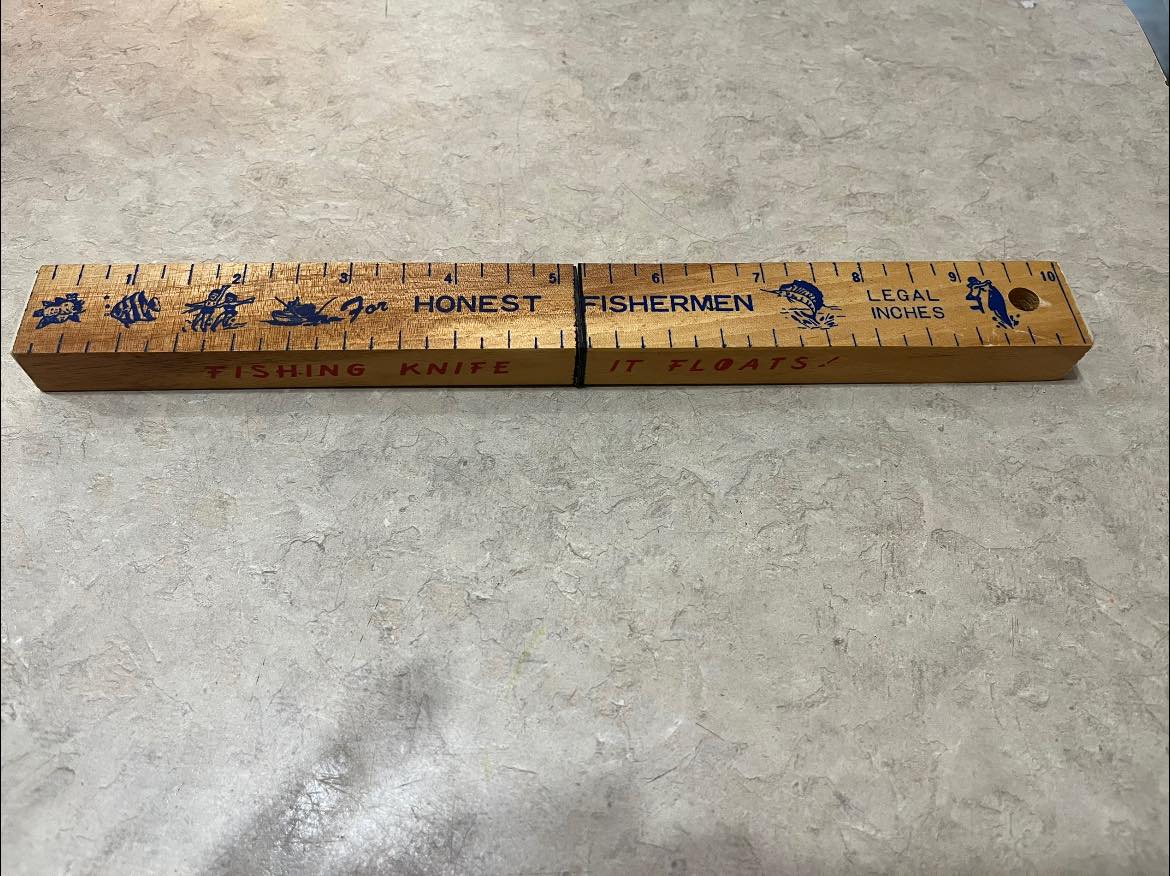 1 2 3 4 5 6 7 8 9 10
For HONEST FISHERMEN
LEGAL
INCHES
FISHING KNIFE IT FLOATS!